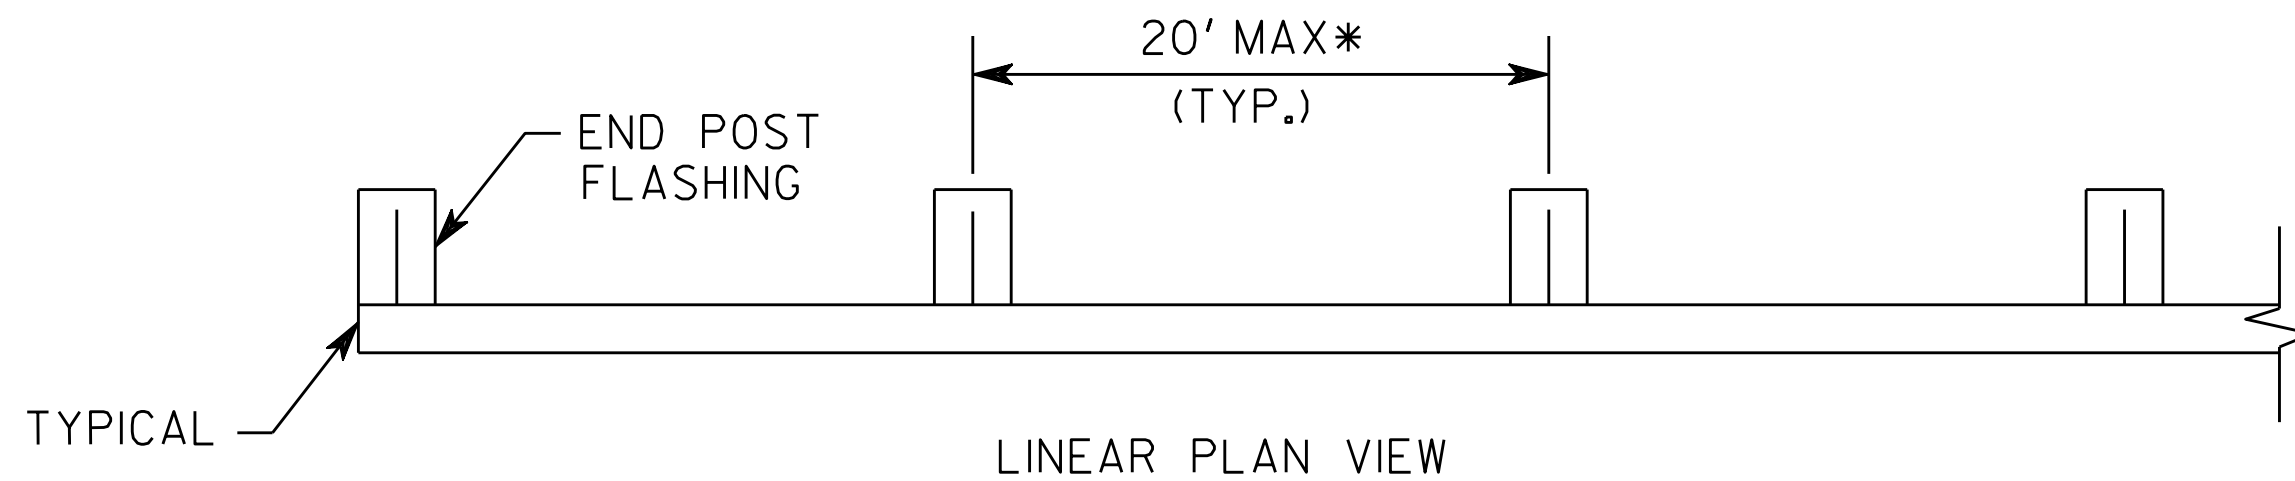 20' MAX*
(TYP.)
END POST
FLASHING
TYPICAL
LINEAR PLAN VIEW